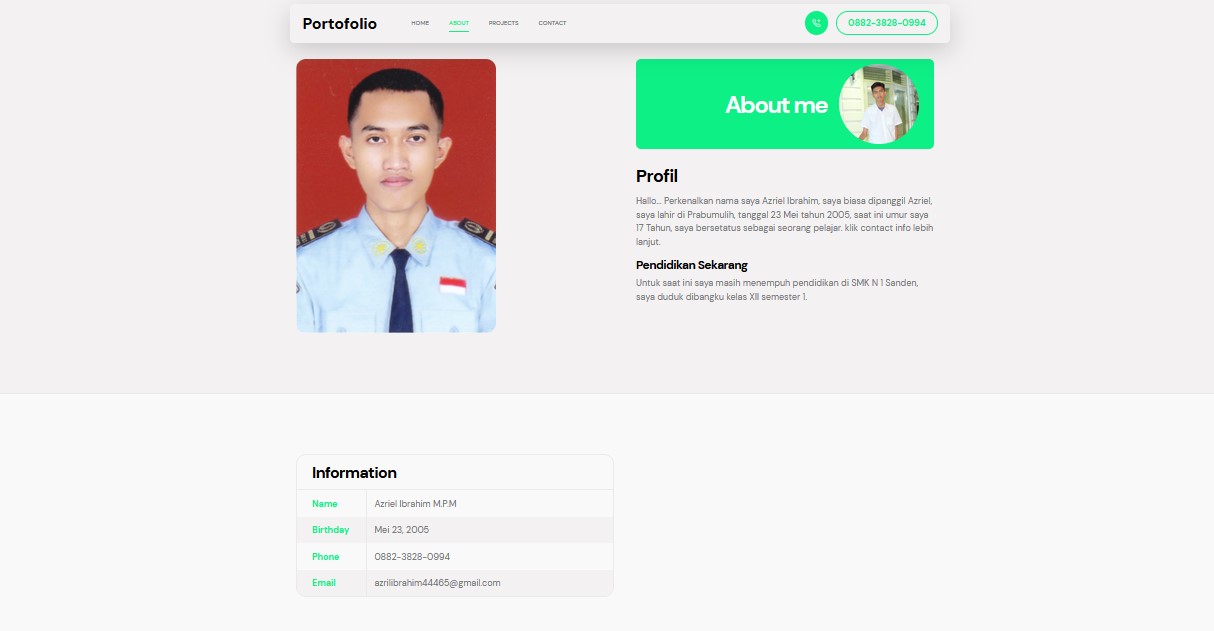 Portofolio
HOME
ABOUT
PROJECTS
CONTACT
0882-3828-0994
About me
Profil
Hallo... Perkenalkan nama saya Azriel Ibrahim, saya biasa dipanggil Azriel,
saya lahir di Prabumulih, tanggal 23 Mei tahun 2005, saat ini umur saya
17 Tahun, saya bersetatus sebagai seorang pelajar. klik contact info lebih
lanjut.
Pendidikan Sekarang
Untuk saat ini saya masih menempuh pendidikan di SMK N 1 Sanden,
saya duduk dibangku kelas XII semester 1.
Information
Name Azriel Ibrahim M.P.M
Birthday Mei 23, 2005
Phone 0882-3828-0994
Email azrilibrahim44465@gmail.com